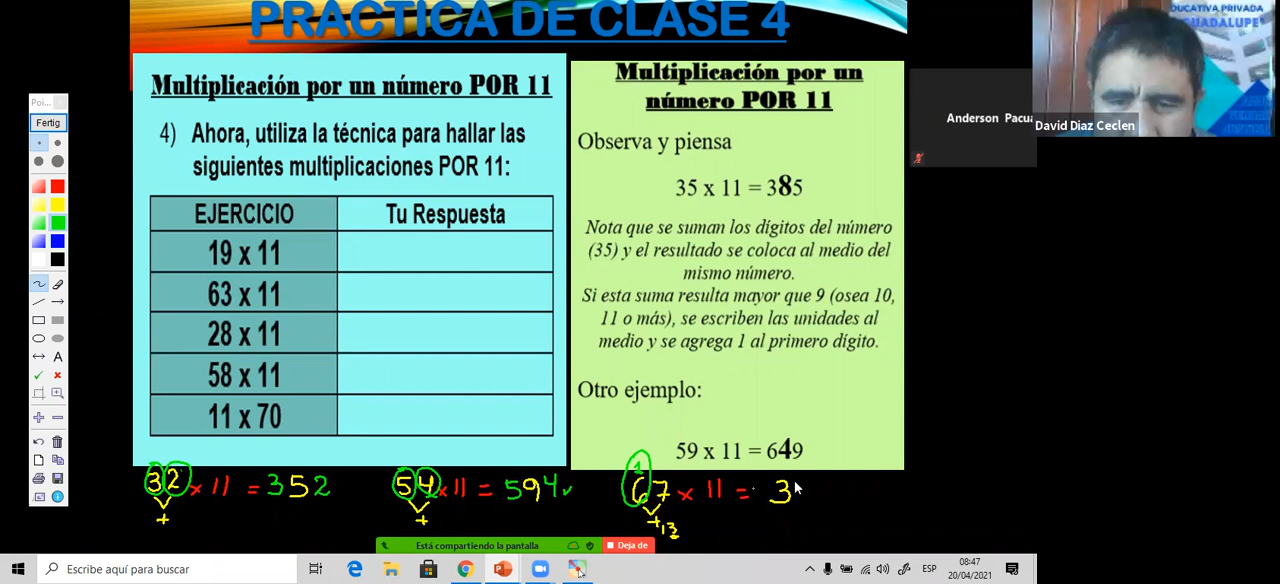 PRACTICA DE CLASE 4
DUCATIVA PRIVADA
GUADALUPE"
Multiplicación por un número POR 11
4) Ahora, utiliza la técnica para hallar las
siguientes multiplicaciones POR 11:
EJERCICIO Tu Respuesta
19 x 11
63 x 11
28 x 11
58 x 11
11 x 70
Multiplicación por un
número POR 11
Observa y piensa
35 x 11 = 385
Nota que se suman los dígitos del número
(35) y el resultado se coloca al medio del
mismo número.
Si esta suma resulta mayor que 9 (osea 10,
11 o más), se escriben las unidades al
medio y se agrega 1 al primero dígito.
Otro ejemplo:
59 x 11 = 649
Anderson Pacua
David Diaz Ceclen
Poi...
Fertig
A
32 x 11 = 352
+
54 x 11 = 594
+
1
67 x 11 = 3
+13
Está compartiendo la pantalla
Deja de
Escribe aquí para buscar
ESP
08:47
20/04/2021